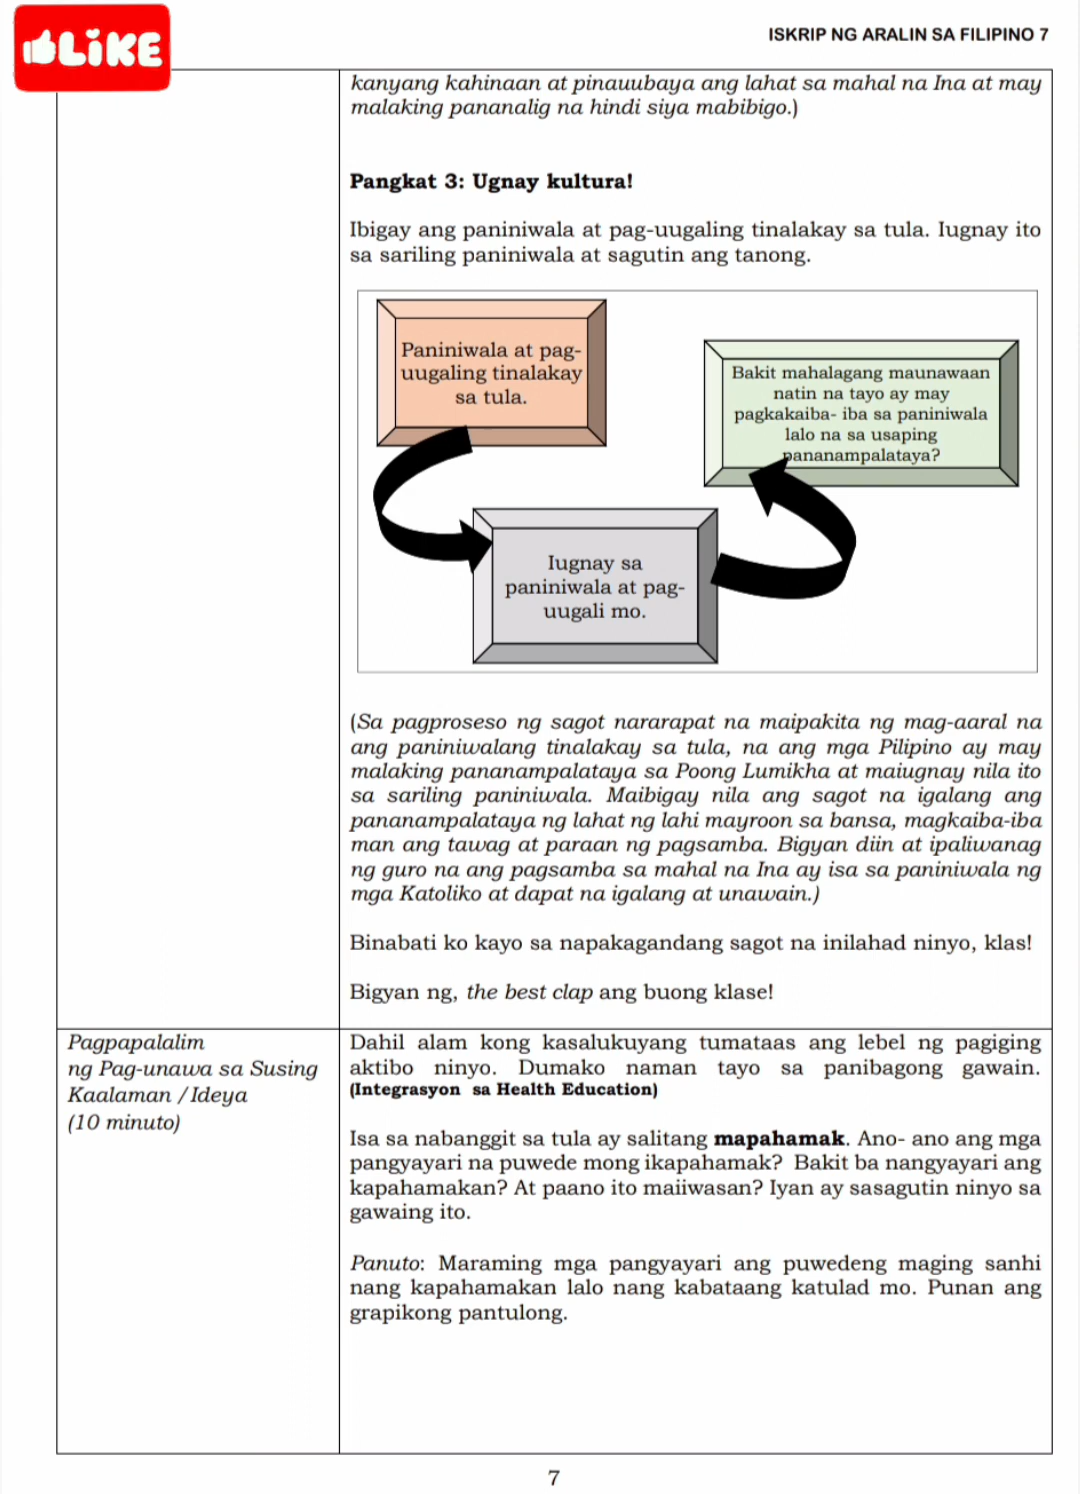 LiKE
ISKRIP NG ARALIN SA FILIPINO 7
kanyang kahinaan at pinauubaya ang lahat sa mahal na Ina at may
malaking pananalig na hindi siya mabibigo.)
Pangkat 3: Ugnay kultura!
Ibigay ang paniniwala at pag-uugaling tinalakay sa tula. Iugnay ito
sa sariling paniniwala at sagutin ang tanong.
Paniniwala at pag-
uugaling tinalakay
sa tula.
Bakit mahalagang maunawaan
natin na tayo ay may
pagkakaiba- iba sa paniniwala
lalo na sa usaping
pananampalataya?
Iugnay sa
paniniwala at pag-
uugali mo.
(Sa pagproseso ng sagot nararapat na maipakita ng mag-aaral na
ang paniniwalang tinalakay sa tula, na ang mga Pilipino ay may
malaking pananampalataya sa Poong Lumikha at maiugnay nila ito
sa sariling paniniwala. Maibigay nila ang sagot na igalang ang
pananampalataya ng lahat ng lahi mayroon sa bansa, magkaiba-iba
man ang tawag at paraan ng pagsamba. Bigyan diin at ipaliwanag
ng guro na ang pagsamba sa mahal na Ina ay isa sa paniniwala ng
mga Katoliko at dapat na igalang at unawain.)
Binabati ko kayo sa napakagandang sagot na inilahad ninyo, klas!
Bigyan ng, the best clap ang buong klase!
Pagpapalalim
ng Pag-unawa sa Susing
Kaalaman / Ideya
(10 minuto)
Dahil alam kong kasalukuyang tumataas ang lebel ng pagiging
aktibo ninyo. Dumako naman tayo sa panibagong gawain.
(Integrasyon sa Health Education)
Isa sa nabanggit sa tula ay salitang mapahamak. Ano- ano ang mga
pangyayari na puwede mong ikapahamak? Bakit ba nangyayari ang
kapahamakan? At paano ito maiiwasan? Iyan ay sasagutin ninyo sa
gawaing ito.
Panuto: Maraming mga pangyayari ang puwedeng maging sanhi
nang kapahamakan lalo nang kabataang katulad mo. Punan ang
grapikong pantulong.
7